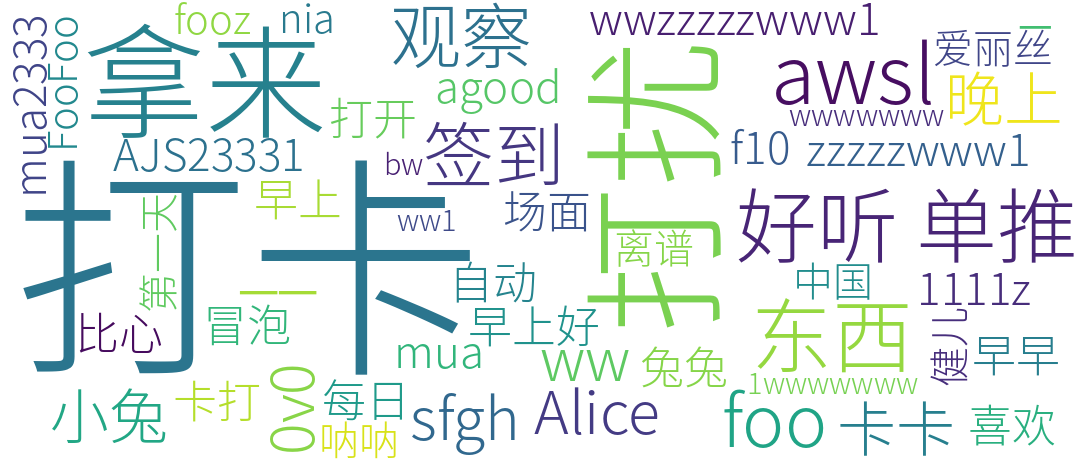 mua2333
FooFoo
fooz
nia
拿来
观察
agood
打开
AJS23331
签到
bw
早上
ww1
第一天
打卡
场面
打扰
离谱
wwzzzzzwww1
awsl
wwwwwww
爱丽丝
一
晚上
f10
zzzzzwww1
好听
单推
中国
1111z
东西
健儿
早早
自动
早上好
一一
冒泡
比心
mua
ww
兔兔
1wwwwwww
小兔
卡打
0v0
每日
呐呐
sfgh
Alice
foo
卡卡
喜欢